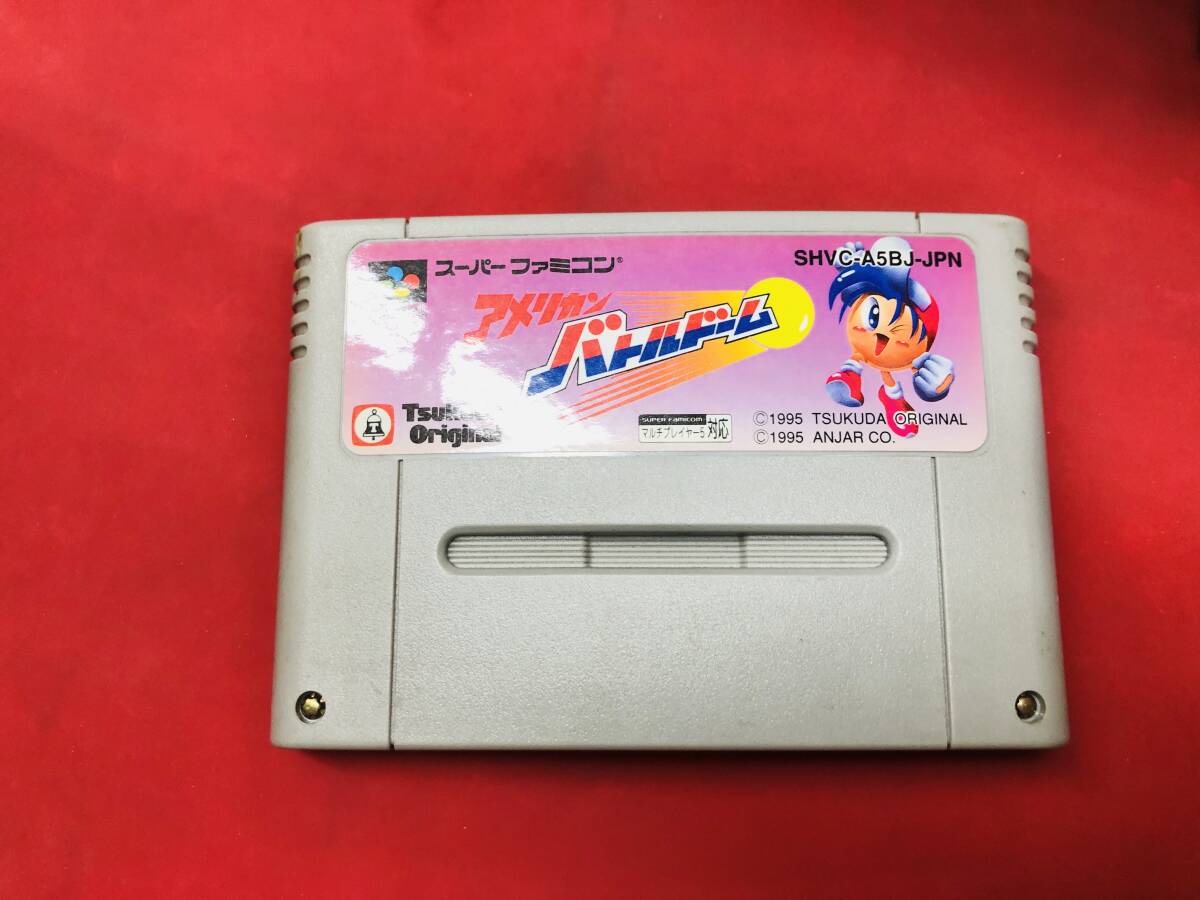 スーパーファミコン®
SHVC-A5BJ-JPN
アメリカン
バトルドーム
Original
SUPER FAMICOM
マルチプレイヤー5 対応
©1995 TSUKUDA ORIGINAL
©1995 ANJAR CO.